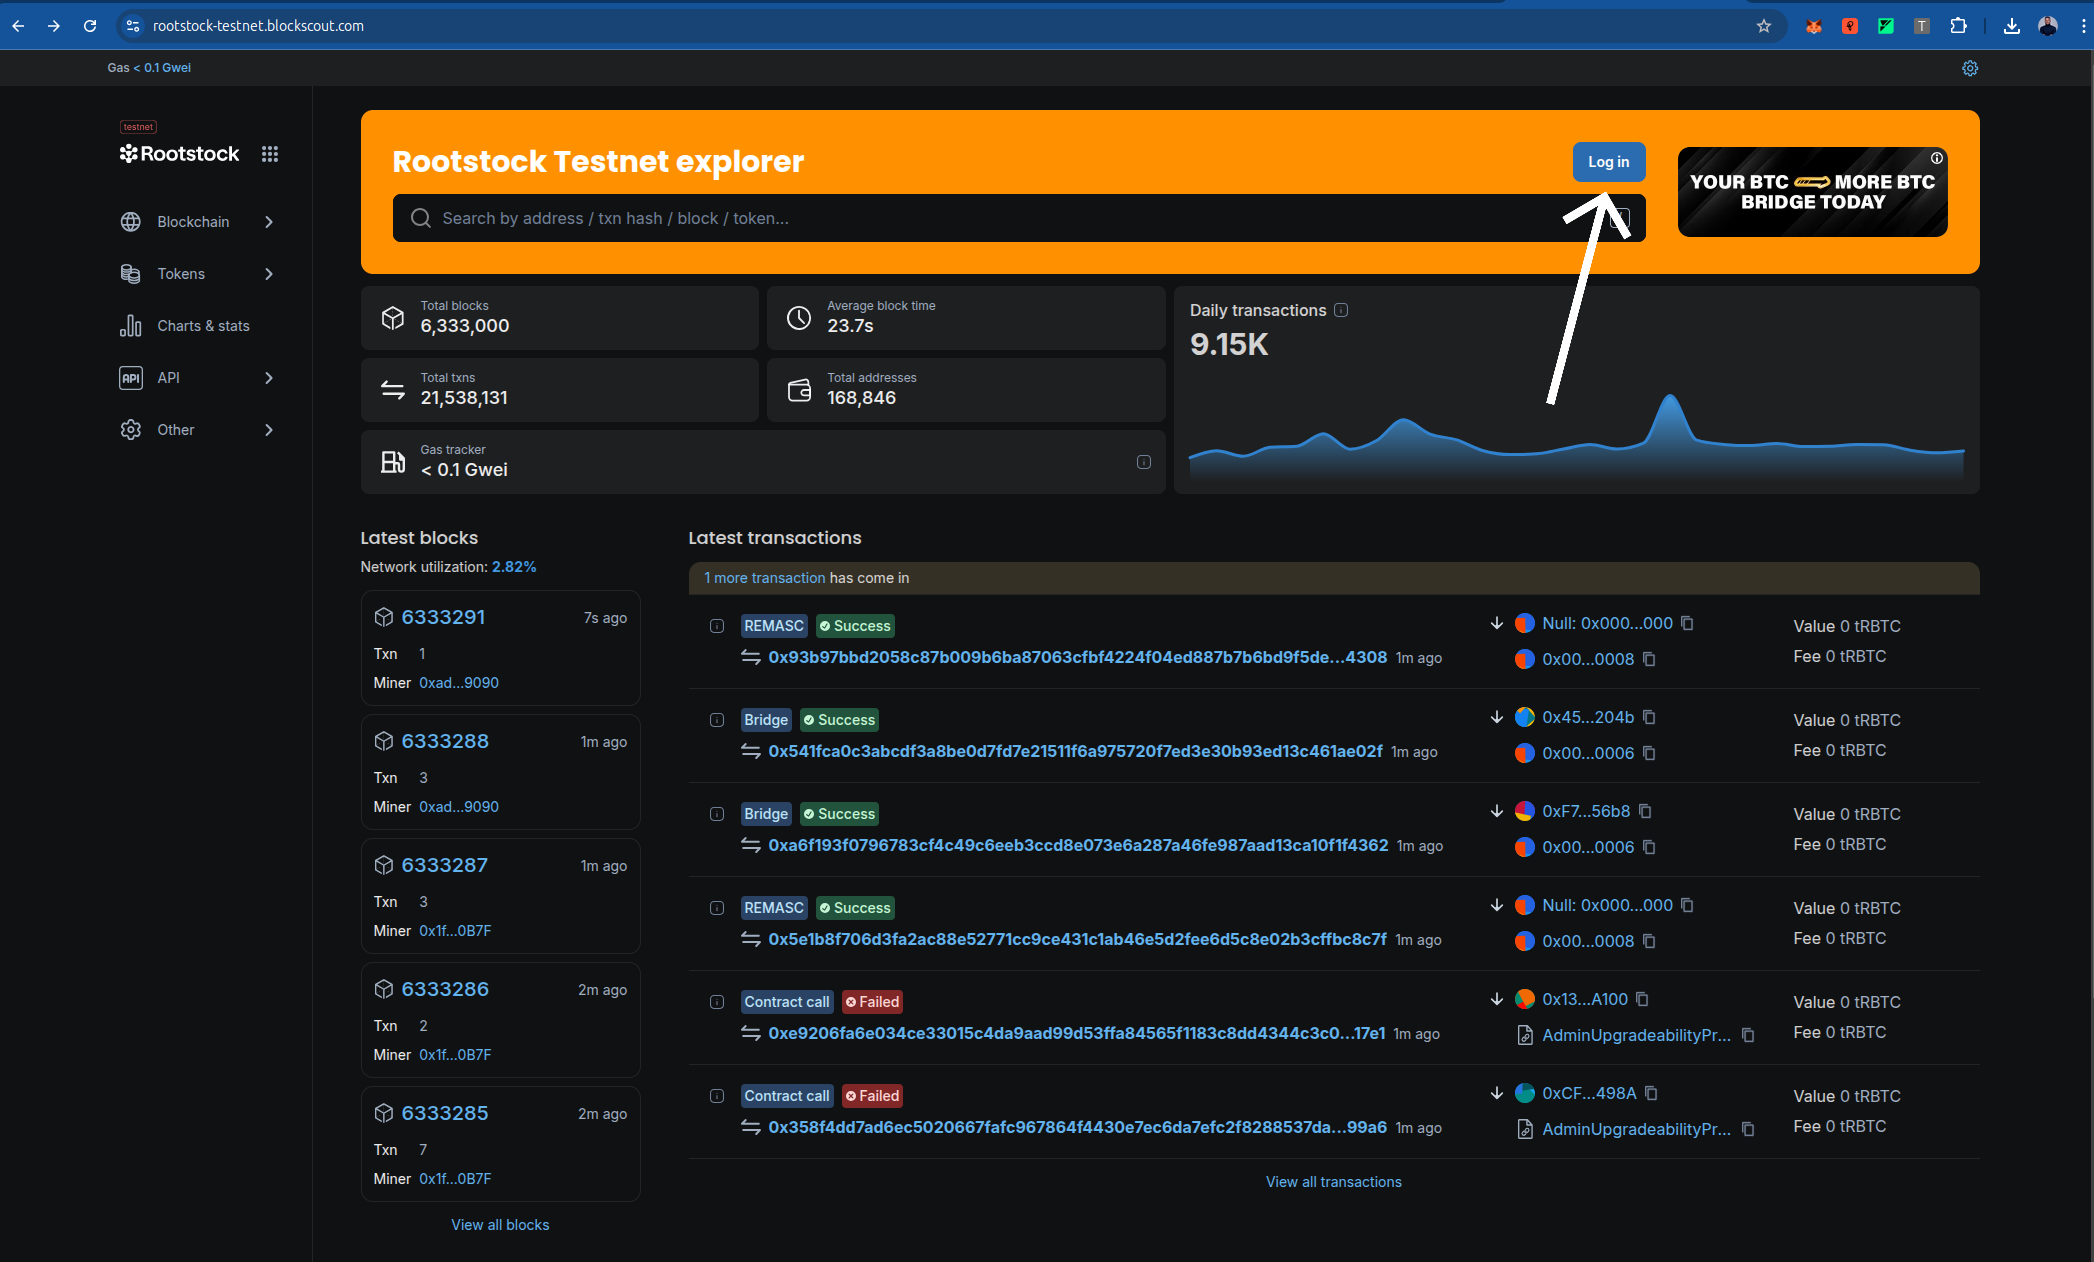 rootstock-testnet.blockscout.com
T
Gas < 0.1 Gwei
testnet
Rootstock
Blockchain
Tokens
Charts & stats
API API
Other
Rootstock Testnet explorer
Log in
Search by address / txn hash / block / token...
YOUR BTC MORE BTC
BRIDGE TODAY
Total blocks
6,333,000
Average block time
23.7s
Total txns
21,538,131
Total addresses
168,846
Gas tracker
< 0.1 Gwei
Daily transactions
9.15K
Latest blocks
Network utilization: 2.82%
6333291 7s ago
Txn 1
Miner 0xad...9090
6333288 1m ago
Txn 3
Miner 0xad...9090
6333287 1m ago
Txn 3
Miner 0x1f...0B7F
6333286 2m ago
Txn 2
Miner 0x1f...0B7F
6333285 2m ago
Txn 7
Miner 0x1f...0B7F
View all blocks
Latest transactions
1 more transaction has come in
REMASC Success
0x93b97bbd2058c87b009b6ba87063cfbf4224f04ed887b7b6bd9f5de...4308 1m ago
Null: 0x000...000
0x00...0008
Value 0 tRBTC
Fee 0 tRBTC
Bridge Success
0x541fca0c3abcdf3a8be0d7fd7e21511f6a975720f7ed3e30b93ed13c461ae02f 1m ago
0x45...204b
0x00...0006
Value 0 tRBTC
Fee 0 tRBTC
Bridge Success
0xa6f193f0796783cf4c49c6eeb3ccd8e073e6a287a46fe987aad13ca10f1f4362 1m ago
0xF7...56b8
0x00...0006
Value 0 tRBTC
Fee 0 tRBTC
REMASC Success
0x5e1b8f706d3fa2ac88e52771cc9ce431c1ab46e5d2fee6d5c8e02b3cffbc8c7f 1m ago
Null: 0x000...000
0x00...0008
Value 0 tRBTC
Fee 0 tRBTC
Contract call Failed
0xe9206fa6e034ce33015c4da9aad99d53ffa84565f1183c8dd4344c3c0...17e1 1m ago
0x13...A100
AdminUpgradeabilityPr...
Value 0 tRBTC
Fee 0 tRBTC
Contract call Failed
0x358f4dd7ad6ec5020667fafc967864f4430e7ec6da7efc2f8288537da...99a6 1m ago
0xCF...498A
AdminUpgradeabilityPr...
Value 0 tRBTC
Fee 0 tRBTC
View all transactions